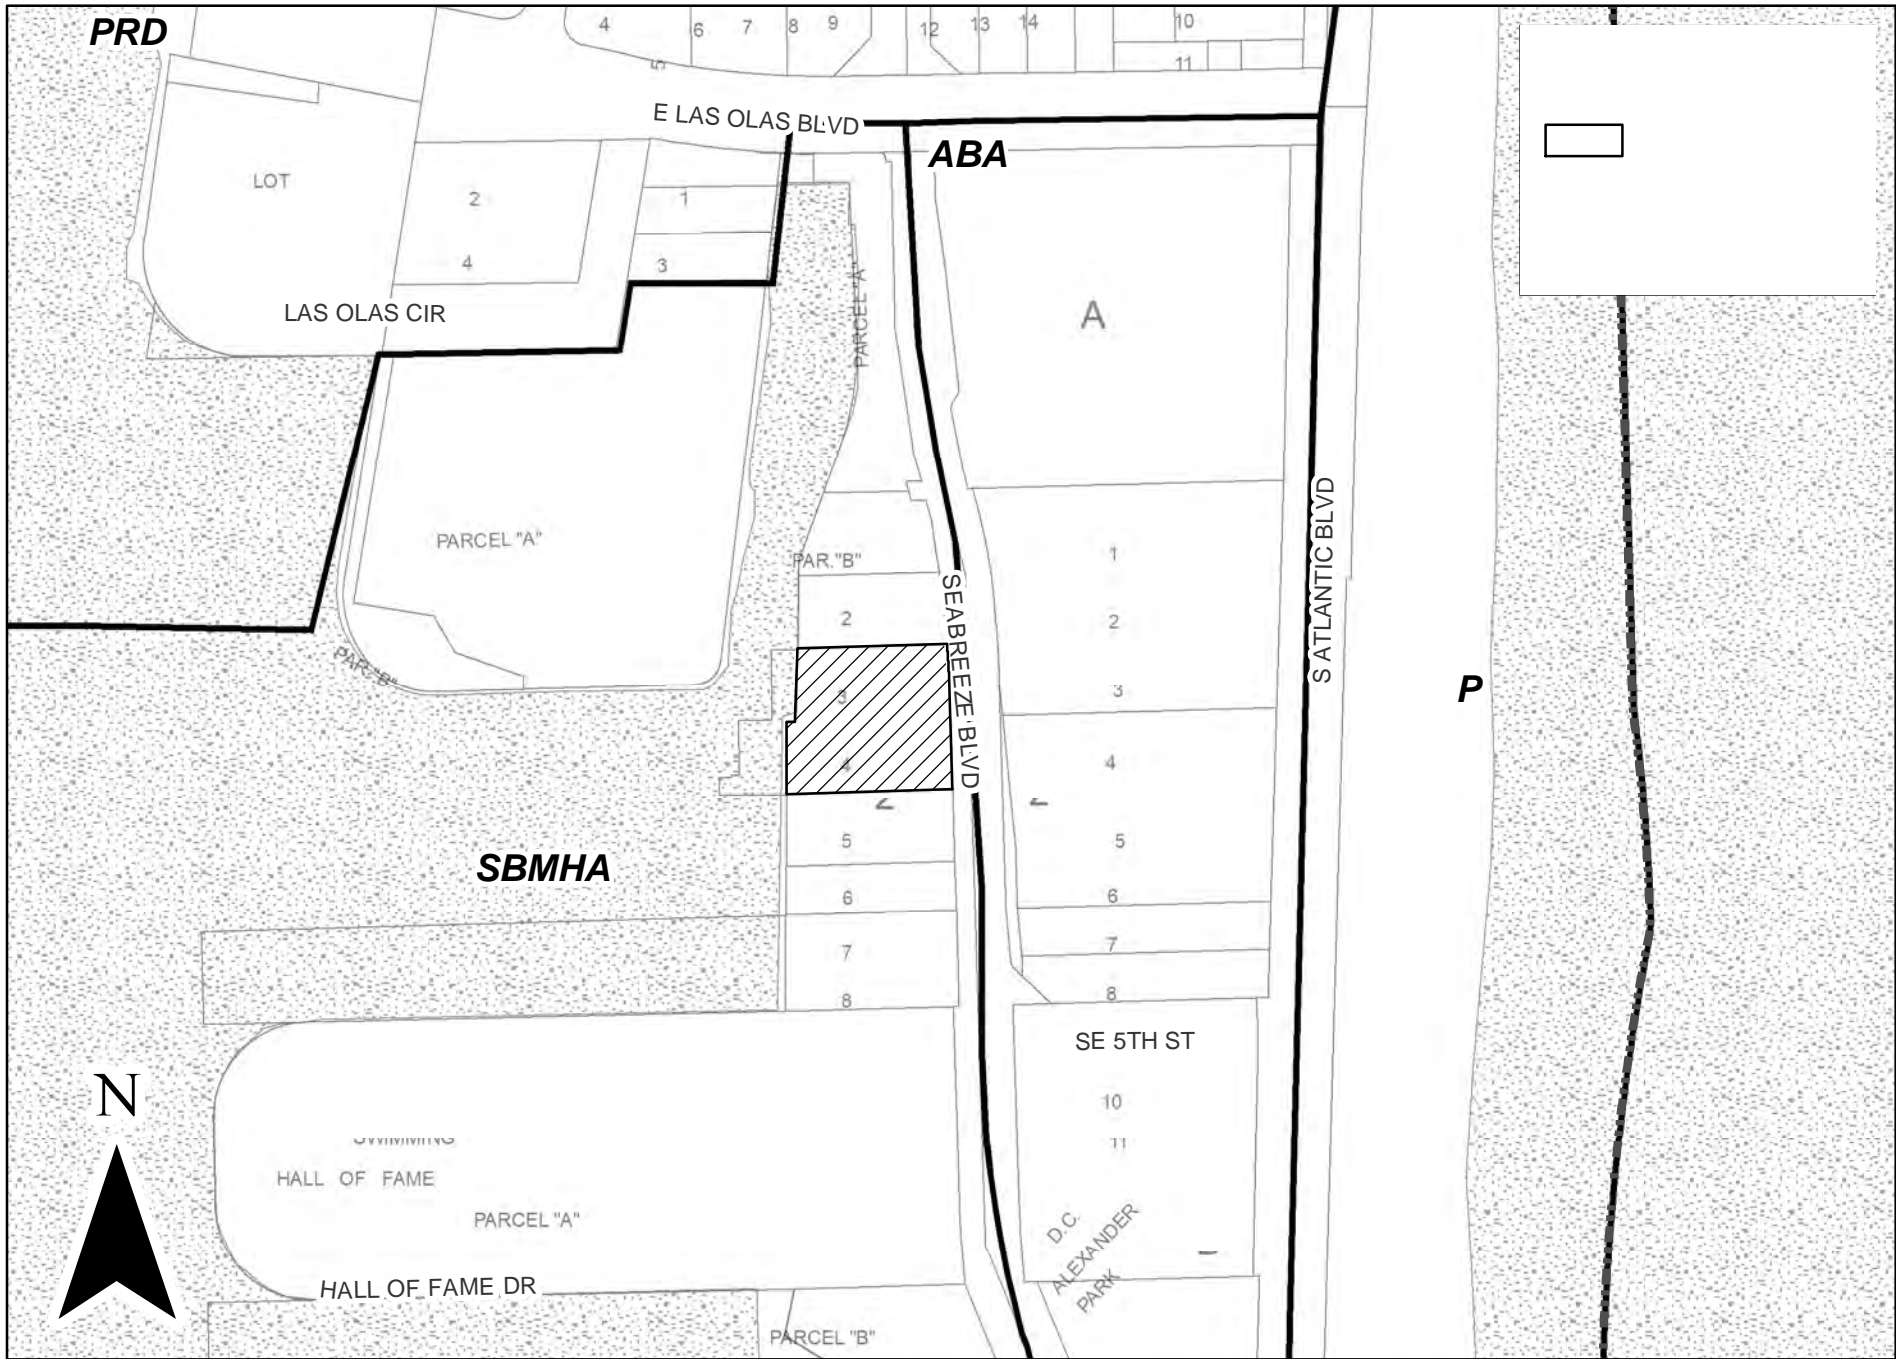 PRD
4
5
6
7
8
9
12
13
14
10
11
E LAS OLAS BLVD
ABA
LOT
2
1
4
3
LAS OLAS CIR
PARCEL "A"
A
PARCEL "A"
PAR."B"
1
2
2
PAR."B"
SEABREEZE BLVD
S ATLANTIC BLVD
3
3
P
4
4
5
5
SBMHA
6
6
7
7
8
8
SE 5TH ST
N
10
11
SWIMMING
HALL OF FAME
PARCEL "A"
D.C.
ALEXANDER
PARK
HALL OF FAME DR
PARCEL "B"